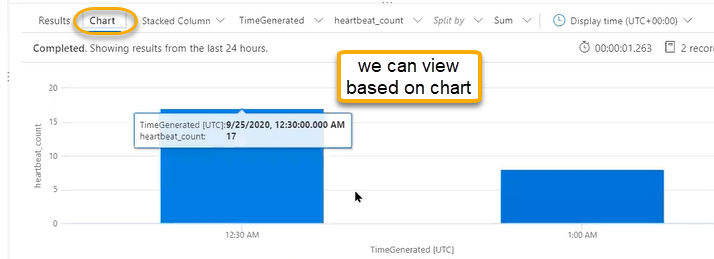 Results Chart Stacked Column TimeGenerated heartbeat_count Split by Sum Display time (UTC+00:00)
Completed. Showing results from the last 24 hours. 00:00:01.263 2 recor
we can view
based on chart
20
TimeGenerated [UTC]:9/25/2020, 12:30:00.000 AM
heartbeat_count: 17
15
10
5
0
heartbeat_count
12:30 AM 1:00 AM
TimeGenerated [UTC]